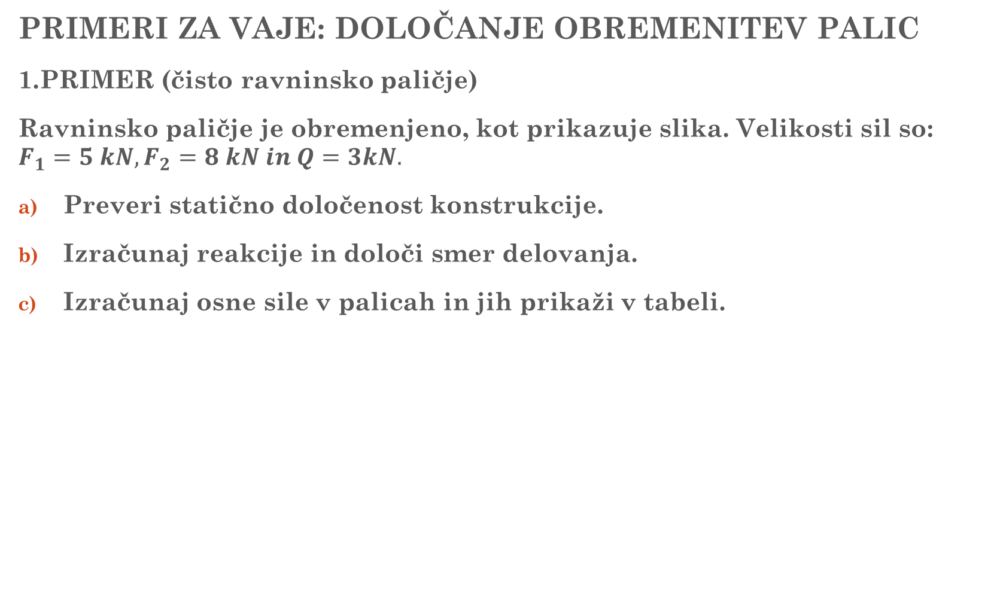 PRIMERI ZA VAJE: DOLOČANJE OBREMENITEV PALIC
1.PRIMER (čisto ravninsko paličje)
Ravninsko paličje je obremenjeno, kot prikazuje slika. Velikosti sil so:
F₁ = 5 kN, F₂ = 8 kN in Q = 3kN.
a) Preveri statično določenost konstrukcije.
b) Izračunaj reakcije in določi smer delovanja.
c) Izračunaj osne sile v palicah in jih prikaži v tabeli.